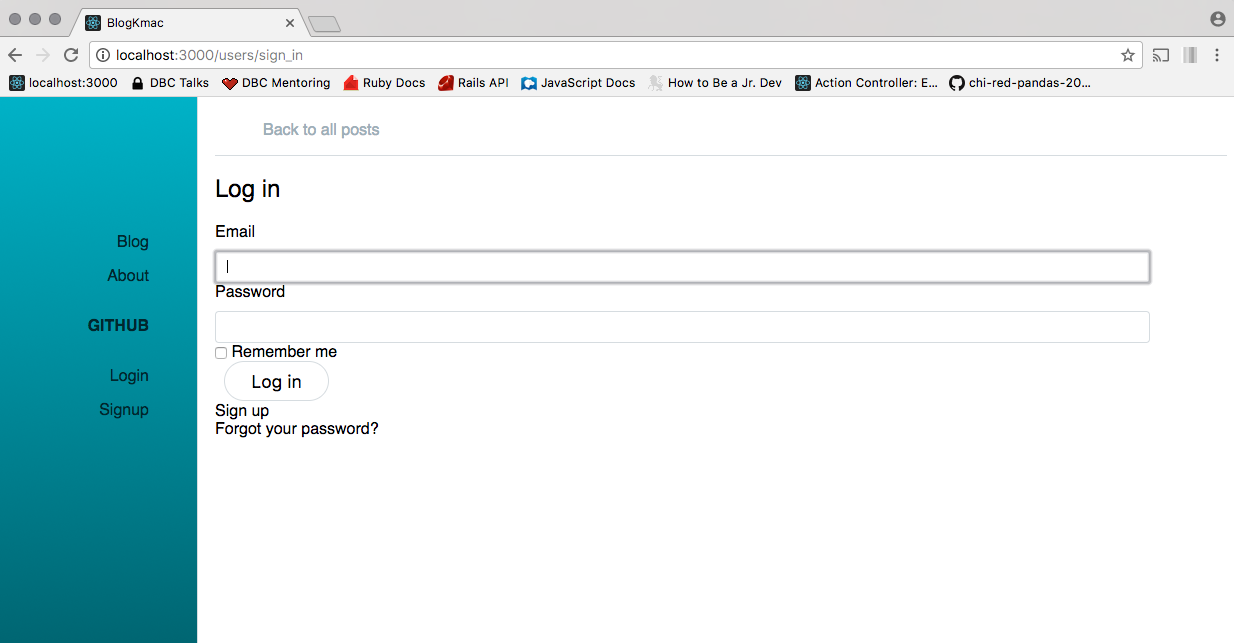 BlogKmac
localhost:3000/users/sign_in
localhost:3000 DBC Talks DBC Mentoring Ruby Docs Rails API JavaScript Docs How to Be a Jr. Dev Action Controller: E... chi-red-pandas-20...
Back to all posts
Log in
Email
Password
Remember me
Log in
Sign up
Forgot your password?
Blog
About
GITHUB
Login
Signup